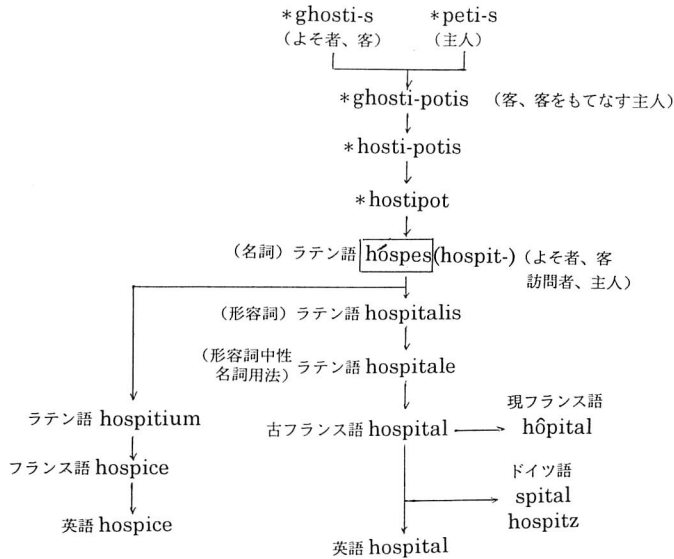 *ghosti-s *peti-s
（よそ者、客） （主人）
*ghosti-potis （客、客をもてなす主人）
*hosti-potis
*hostipot
（名詞）ラテン語 hóspes(hospit-)（よそ者、客
訪問者、主人）
（形容詞）ラテン語 hospitalis
（形容詞中性
名詞用法）ラテン語 hospitale
ラテン語 hospitium
フランス語 hospice
英語 hospice
古フランス語 hospital
現フランス語
hôpital
ドイツ語
spital
hospitz
英語 hospital